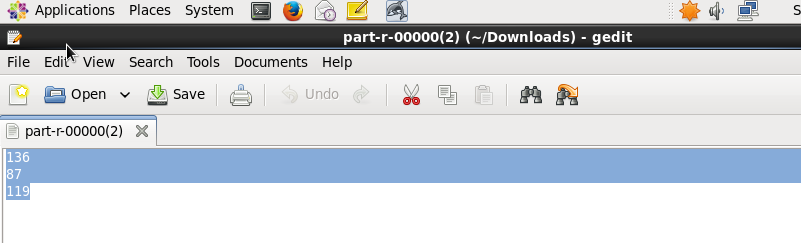 Applications Places System S
part-r-00000(2) (~/Downloads) - gedit
File Edit View Search Tools Documents Help
Open Save Undo
part-r-00000(2)
136
87
119